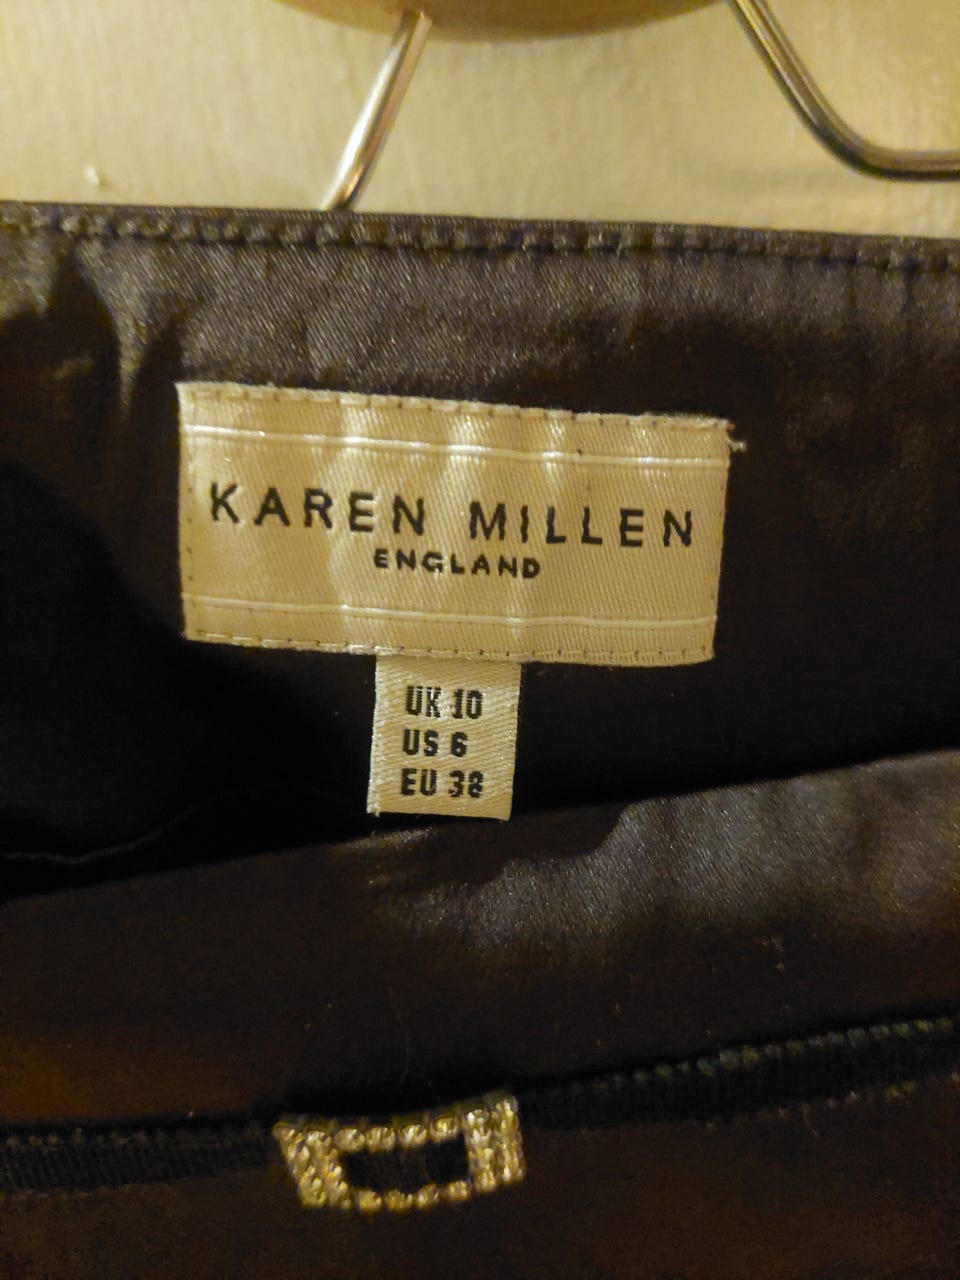 KAREN MILLEN
ENGLAND
UK 10
US 6
EU 38